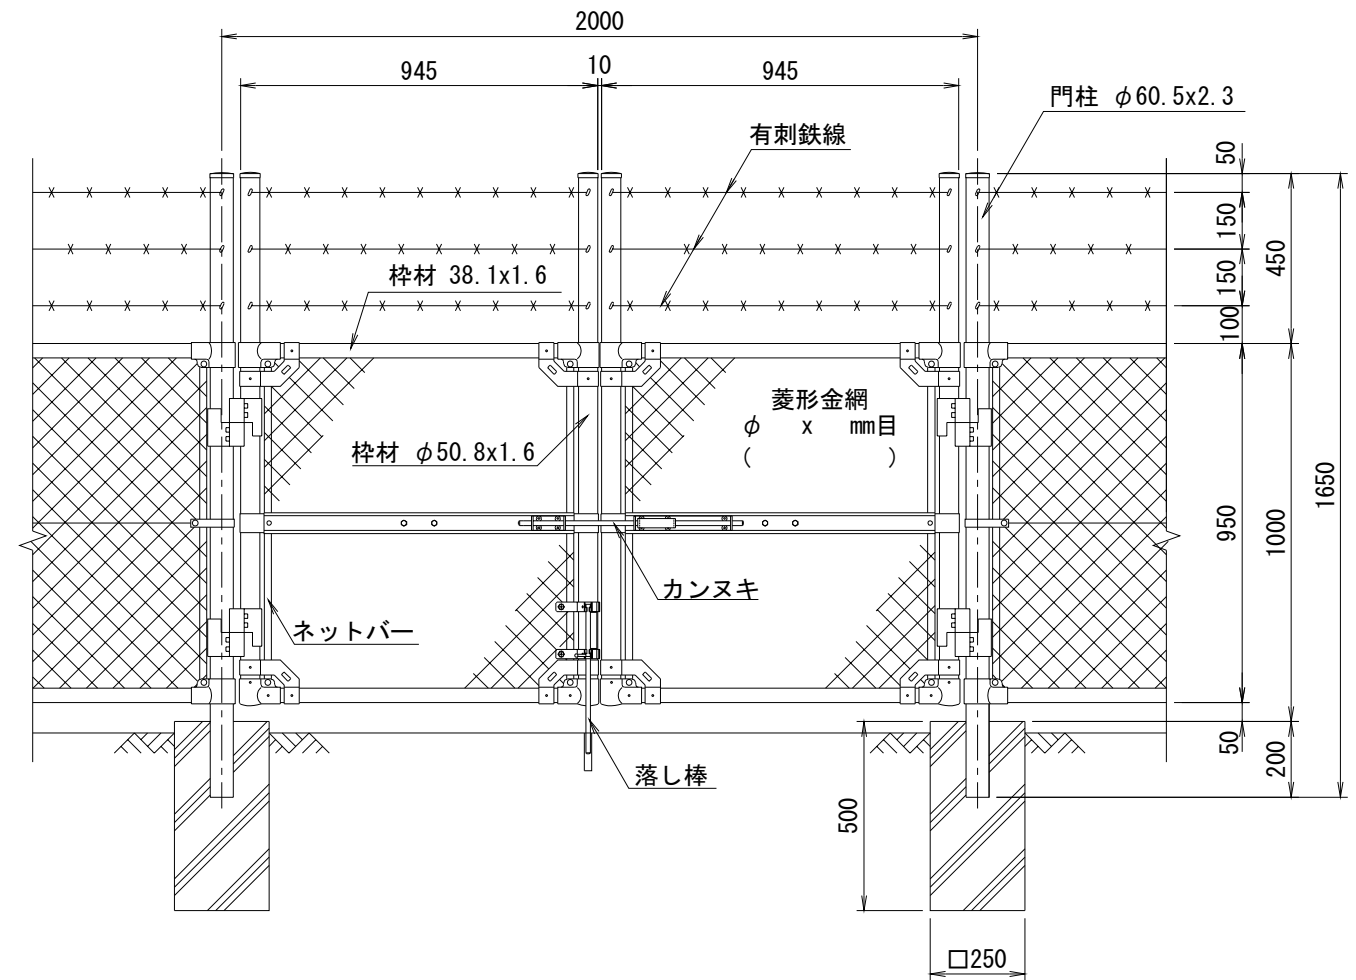 2000
945
10
945
門柱 φ60.5x2.3
有刺鉄線
50
150
150
100
450
1650
枠材 38.1x1.6
菱形金網
φ x mm目
( )
枠材 φ50.8x1.6
950
1000
カンヌキ
ネットバー
落し棒
50
200
500
□250